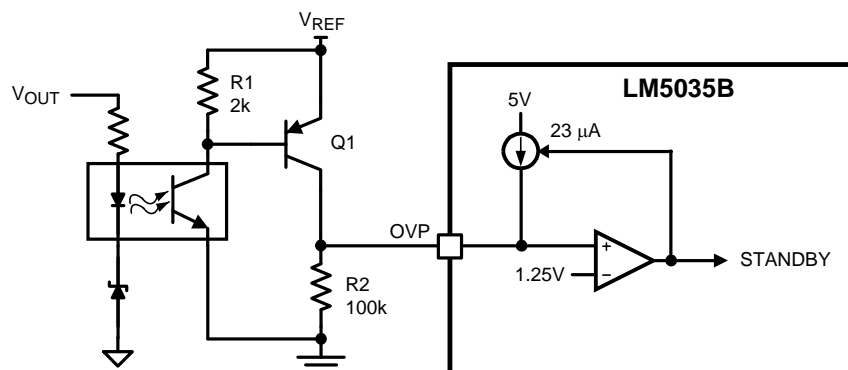 VREF
R1
2k
VOUT
Q1
LM5035B
5V
23 μA
OVP
+
1.25V
−
STANDBY
R2
100k